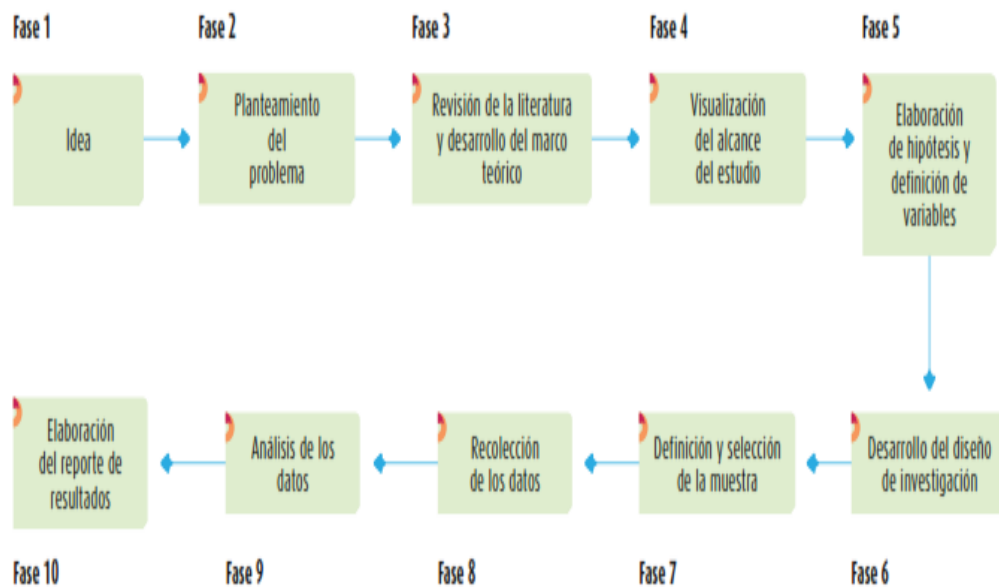 Fase 1
Fase 2
Fase 3
Fase 4
Fase 5
Idea
Planteamiento
del
problema
Revisión de la literatura
y desarrollo del marco
teórico
Visualización
del alcance
del estudio
Elaboración
de hipótesis y
definición de
variables
Desarrollo del diseño
de investigación
Definición y selección
de la muestra
Recolección
de los datos
Análisis de los
datos
Elaboración
del reporte de
resultados
Fase 10
Fase 9
Fase 8
Fase 7
Fase 6